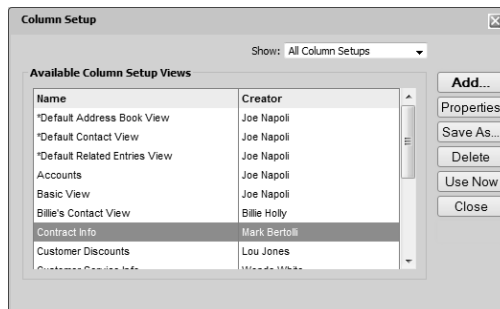 Column Setup
Show: All Column Setups
Available Column Setup Views
Name Creator
*Default Address Book View Joe Napoli
*Default Contact View Joe Napoli
*Default Related Entries View Joe Napoli
Accounts Joe Napoli
Basic View Joe Napoli
Billie's Contact View Billie Holly
Contract Info Mark Bertolli
Customer Discounts Lou Jones
Customer Service Info
Add...
Properties
Save As...
Delete
Use Now
Close